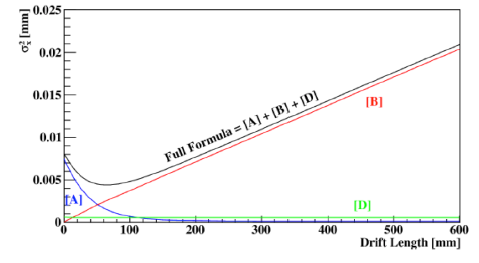 0.025
0.02
0.015
0.01
0.005
0
σ²ₓ [mm]
Full Formula = [A] + [B] + [D]
[B]
[A]
[D]
0 100 200 300 400 500 600
Drift Length [mm]